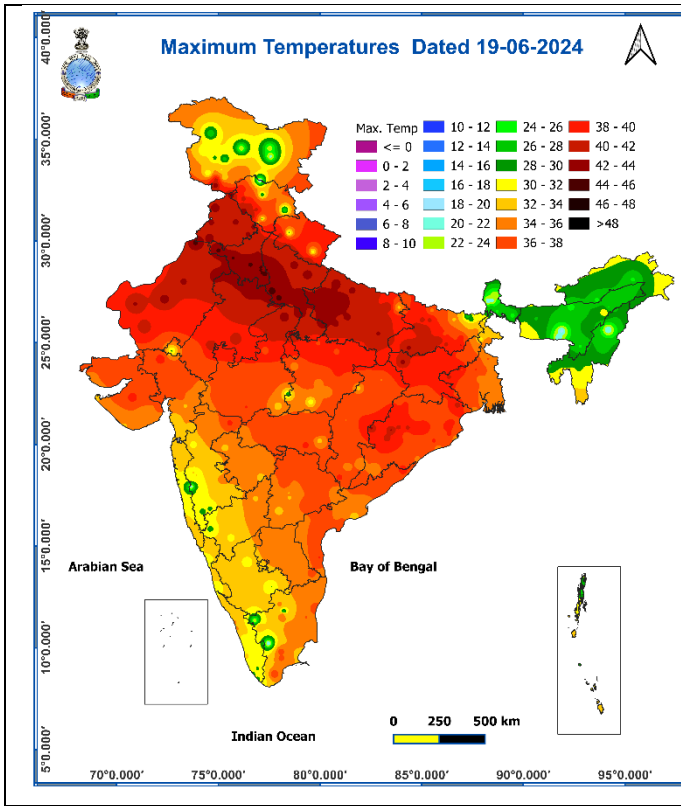 Maximum Temperatures Dated 19-06-2024
Max. Temp
<= 0
0 - 2
2 - 4
4 - 6
6 - 8
8 - 10
10 - 12
12 - 14
14 - 16
16 - 18
18 - 20
20 - 22
22 - 24
24 - 26
26 - 28
28 - 30
30 - 32
32 - 34
34 - 36
36 - 38
38 - 40
40 - 42
42 - 44
44 - 46
46 - 48
>48
40°0.000'
35°0.000'
30°0.000'
25°0.000'
20°0.000'
15°0.000'
10°0.000'
5°0.000'
Arabian Sea
Bay of Bengal
Indian Ocean
0 250 500 km
70°0.000' 75°0.000' 80°0.000' 85°0.000' 90°0.000' 95°0.000'